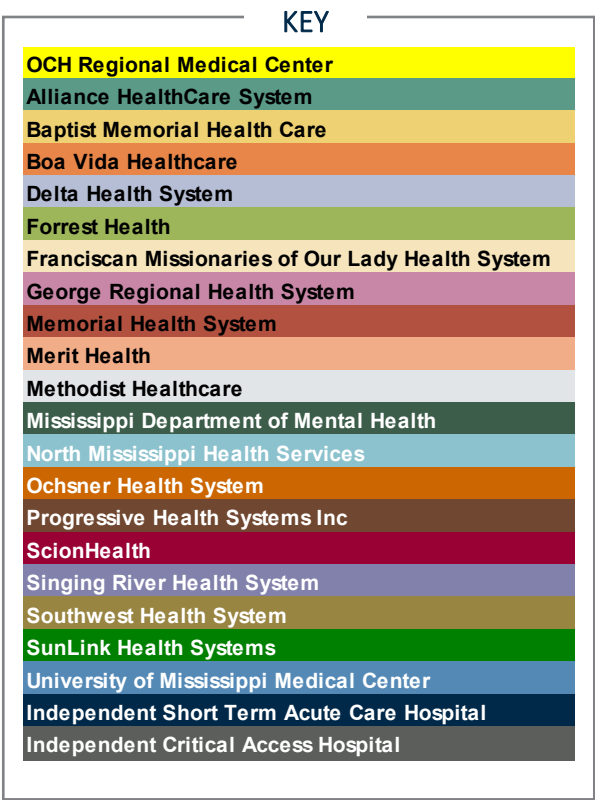 KEY
OCH Regional Medical Center
Alliance HealthCare System
Baptist Memorial Health Care
Boa Vida Healthcare
Delta Health System
Forrest Health
Franciscan Missionaries of Our Lady Health System
George Regional Health System
Memorial Health System
Merit Health
Methodist Healthcare
Mississippi Department of Mental Health
North Mississippi Health Services
Ochsner Health System
Progressive Health Systems Inc
ScionHealth
Singing River Health System
Southwest Health System
SunLink Health Systems
University of Mississippi Medical Center
Independent Short Term Acute Care Hospital
Independent Critical Access Hospital